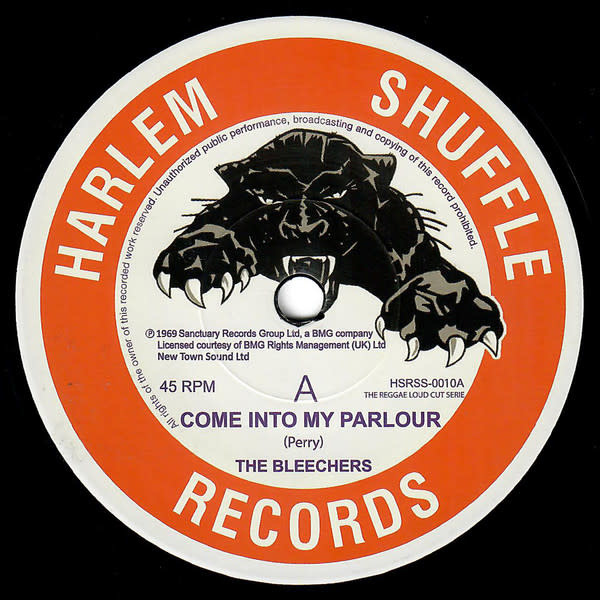 HARLEM SHUFFLE
All rights of the owner of this recorded work reserved. Unauthorized public performance, broadcasting and copying of this record prohibited.
℗ 1969 Sanctuary Records Group Ltd, a BMG company
Licensed courtesy of BMG Rights Management (UK) Ltd
New Town Sound Ltd
45 RPM
A
HSRSS-0010A
THE REGGAE LOUD CUT SERIE
COME INTO MY PARLOUR
(Perry)
THE BLEECHERS
RECORDS